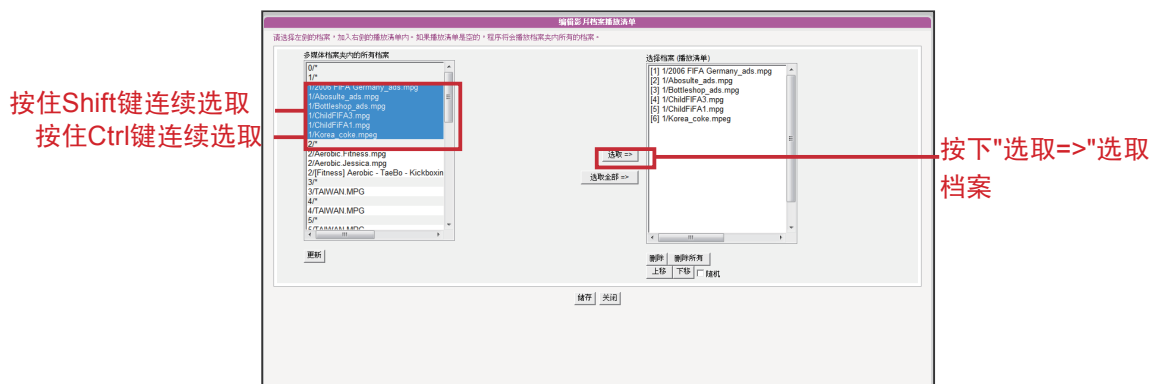 编辑影片档案播放清单
请选择左侧的档案，加入右侧的播放清单内。如果播放清单是空的，程序将会播放档案夹内所有的档案。
多媒体档案夹内的所有档案
0/*
1/*
1/2006 FIFA Germany_ads.mpg
1/Abosulte_ads.mpg
1/Bottleshop_ads.mpg
1/ChildFIFA3.mpg
1/ChildFiFA1.mpg
1/Korea_coke.mpeg
2/*
2/Aerobic.Fitness.mpg
2/Aerobic.Jessica.mpg
2/[Fitness] Aerobic - TaeBo - Kickboxin
3/*
3/TAIWAN.MPG
4/*
4/TAIWAN.MPG
5/*
5/TAIWAN.MPG
更新
按住Shift键连续选取
按住Ctrl键连续选取
选取 =>
选取全部 =>
选择档案 (播放清单)
[1] 1/2006 FIFA Germany_ads.mpg
[2] 1/Abosulte_ads.mpg
[3] 1/Bottleshop_ads.mpg
[4] 1/ChildFIFA3.mpg
[5] 1/ChildFiFA1.mpg
[6] 1/Korea_coke.mpeg
删除 删除所有
上移 下移 随机
按下"选取=>"选取
档案
储存 关闭